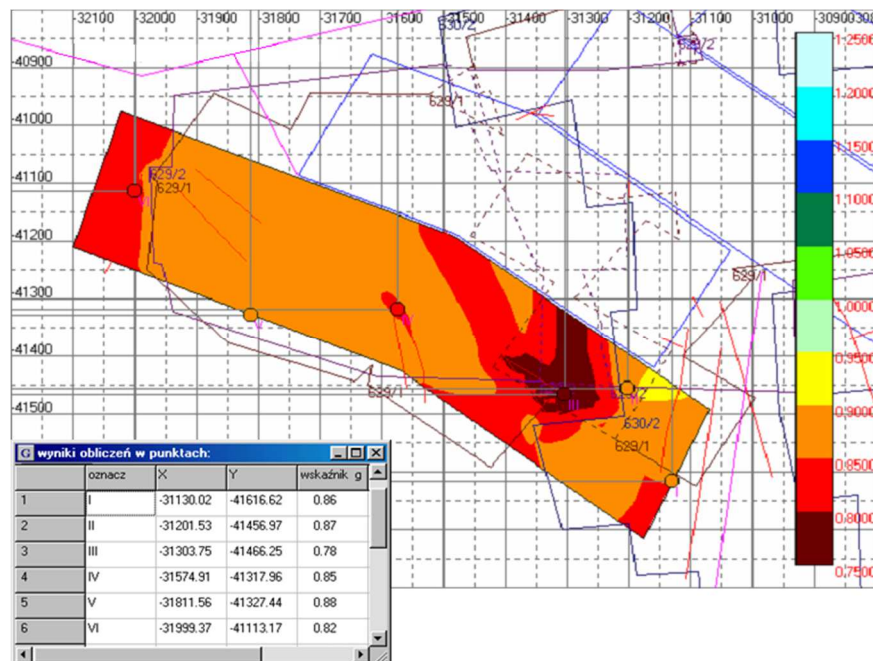 -32100 -32000 -31900 -31800 -31700 -31600 -31500 -31400 -31300 -31200 -31100 -31000 -30900
630/2
-40900
-41000
-41100
-41200
-41300
-41400
-41500
629/1
629/2
629/1
629/1
629/1
630/2
629/1
VI
III
1,2500
1,2000
1,1500
1,1000
1,0500
1,0000
0,9500
0,9000
0,8500
0,8000
0,7500
G wyniki obliczeń w punktach:
oznacz X Y wskaźnik g
1 I -31130.02 -41616.62 0.86
2 II -31201.53 -41456.97 0.87
3 III -31303.75 -41466.25 0.78
4 IV -31574.91 -41317.96 0.85
5 V -31811.56 -41327.44 0.88
6 VI -31999.37 -41113.17 0.82